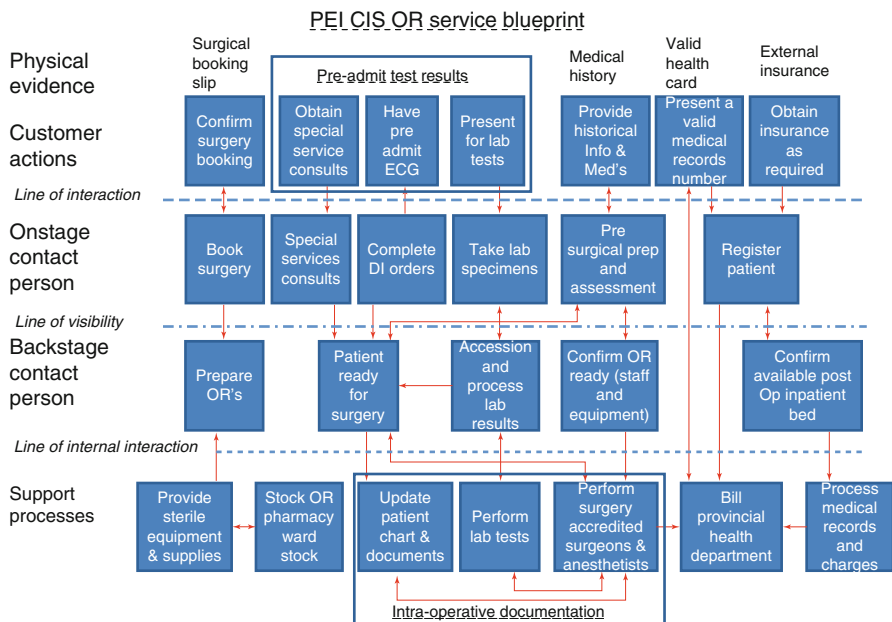 PEI CIS OR service blueprint
Physical
evidence
Surgical
booking
slip
Pre-admit test results
Medical
history
Valid
health
card
External
insurance
Customer
actions
Confirm
surgery
booking
Obtain
special
service
consults
Have
pre
admit
ECG
Present
for lab
tests
Provide
historical
Info &
Med's
Present a
valid
medical
records
number
Obtain
insurance
as
required
Line of interaction
Onstage
contact
person
Book
surgery
Special
services
consults
Complete
DI orders
Take lab
specimens
Pre
surgical prep
and
assessment
Register
patient
Line of visibility
Backstage
contact
person
Prepare
OR's
Patient
ready
for
surgery
Accession
and
process
lab
results
Confirm OR
ready (staff
and
equipment)
Confirm
available post
Op inpatient
bed
Line of internal interaction
Support
processes
Provide
sterile
equipment
& supplies
Stock OR
pharmacy
ward
stock
Update
patient
chart &
documents
Perform
lab tests
Perform
surgery
accredited
surgeons &
anesthetists
Bill
provincial
health
department
Process
medical
records
and
charges
Intra-operative documentation